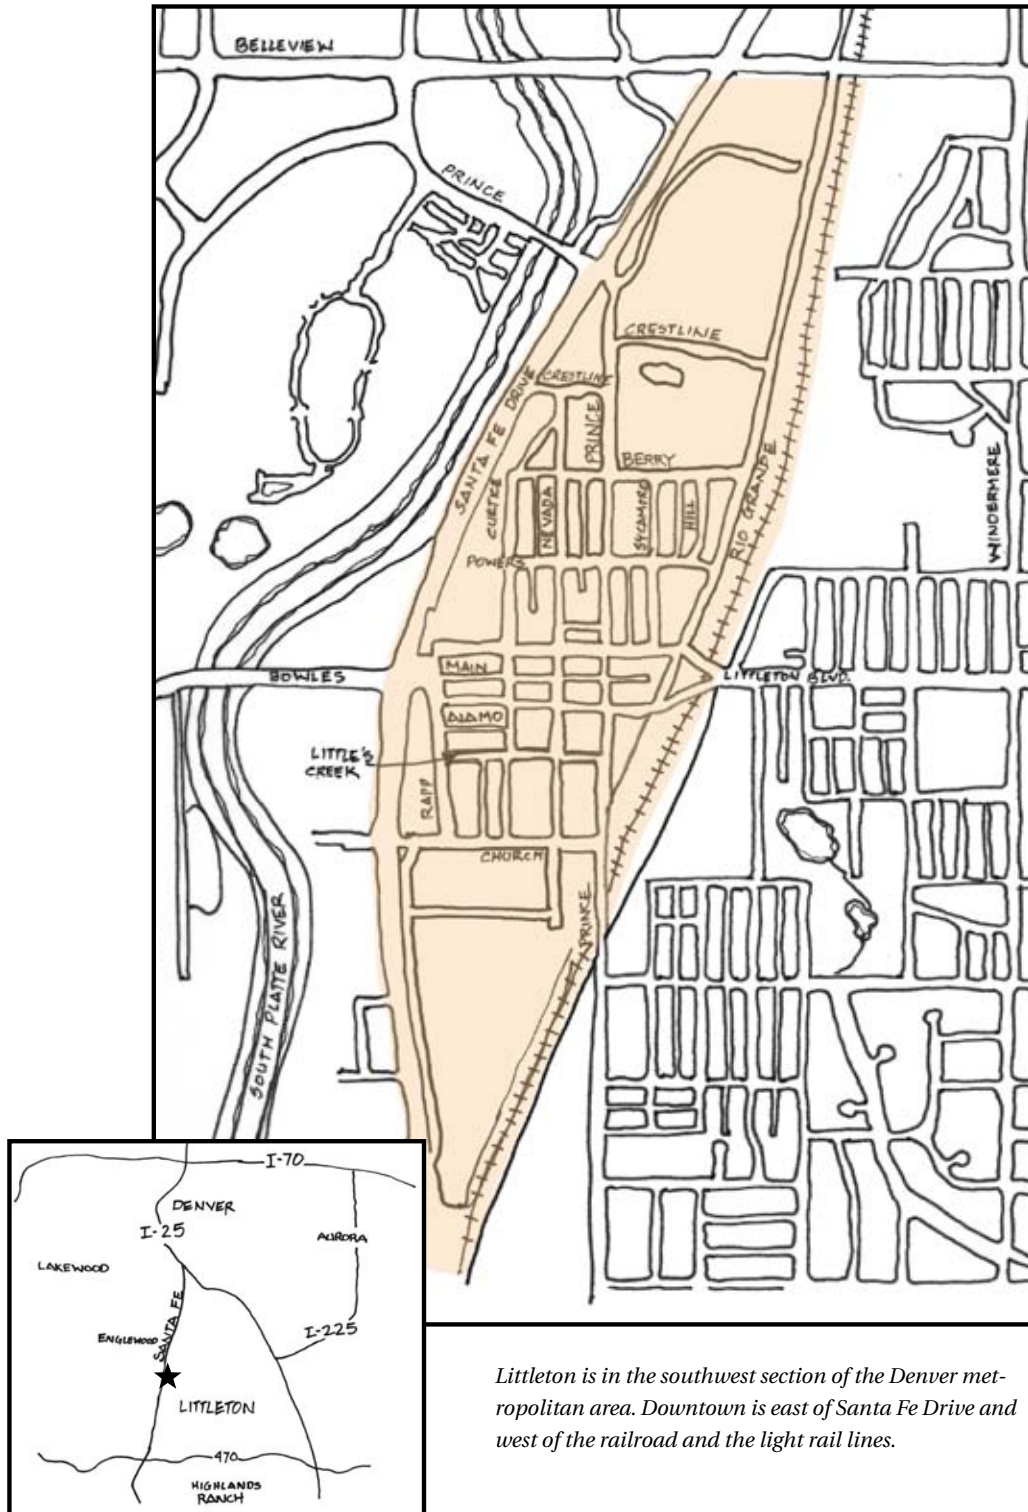 BELLEVIEW
PRINCE
CRESTLINE
SANTA FE DRIVE
CRESTLINE
PRINCE
BERRY
CURTICE
NEVADA
SYCAMORE
HILL
RIO GRANDE
WINDERMERE
POWERS
MAIN
BOWLES
LITTLETON BLVD.
ALAMO
LITTLE'S
CREEK
RAPP
CHURCH
PRINCE
SOUTH PLATTE RIVER
I-70
DENVER
I-25
AURORA
LAKEWOOD
SANTA FE
ENGLEWOOD
I-225
LITTLETON
470
HIGHLANDS
RANCH
Littleton is in the southwest section of the Denver met-
ropolitan area. Downtown is east of Santa Fe Drive and
west of the railroad and the light rail lines.